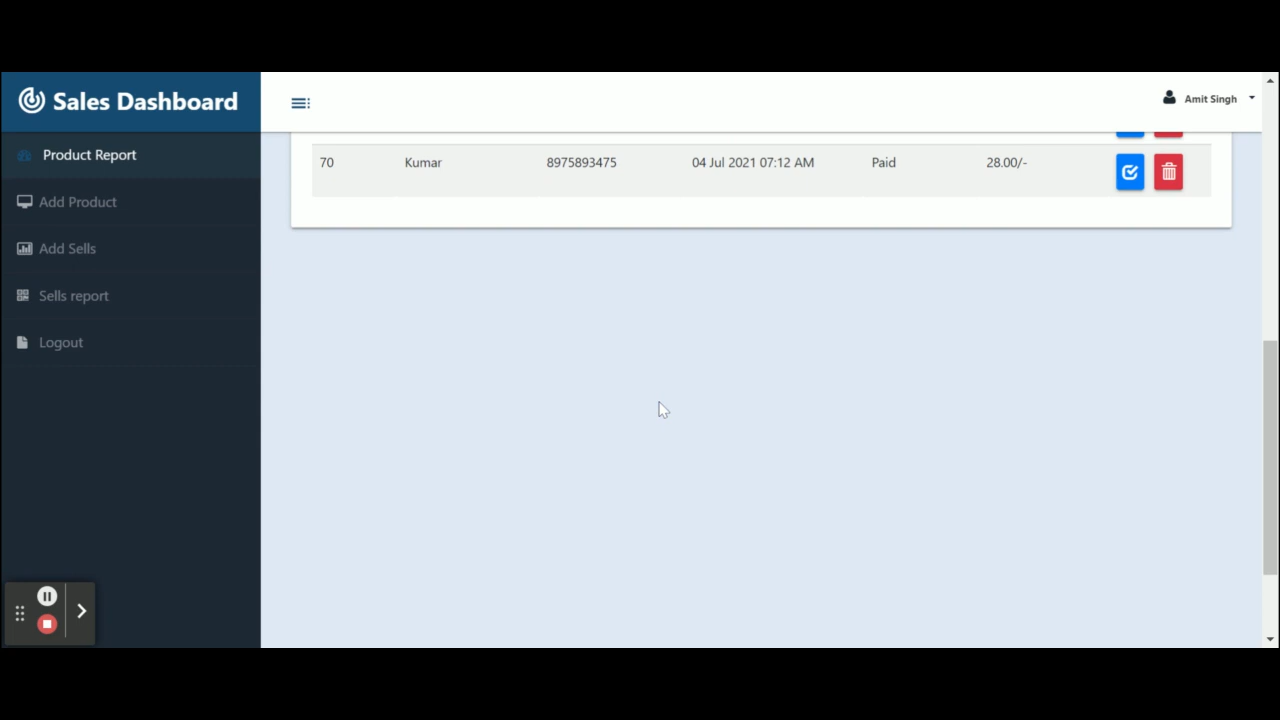 Sales Dashboard
Amit Singh
Product Report
Add Product
Add Sells
Sells report
Logout
70 Kumar 8975893475 04 Jul 2021 07:12 AM Paid 28.00/-